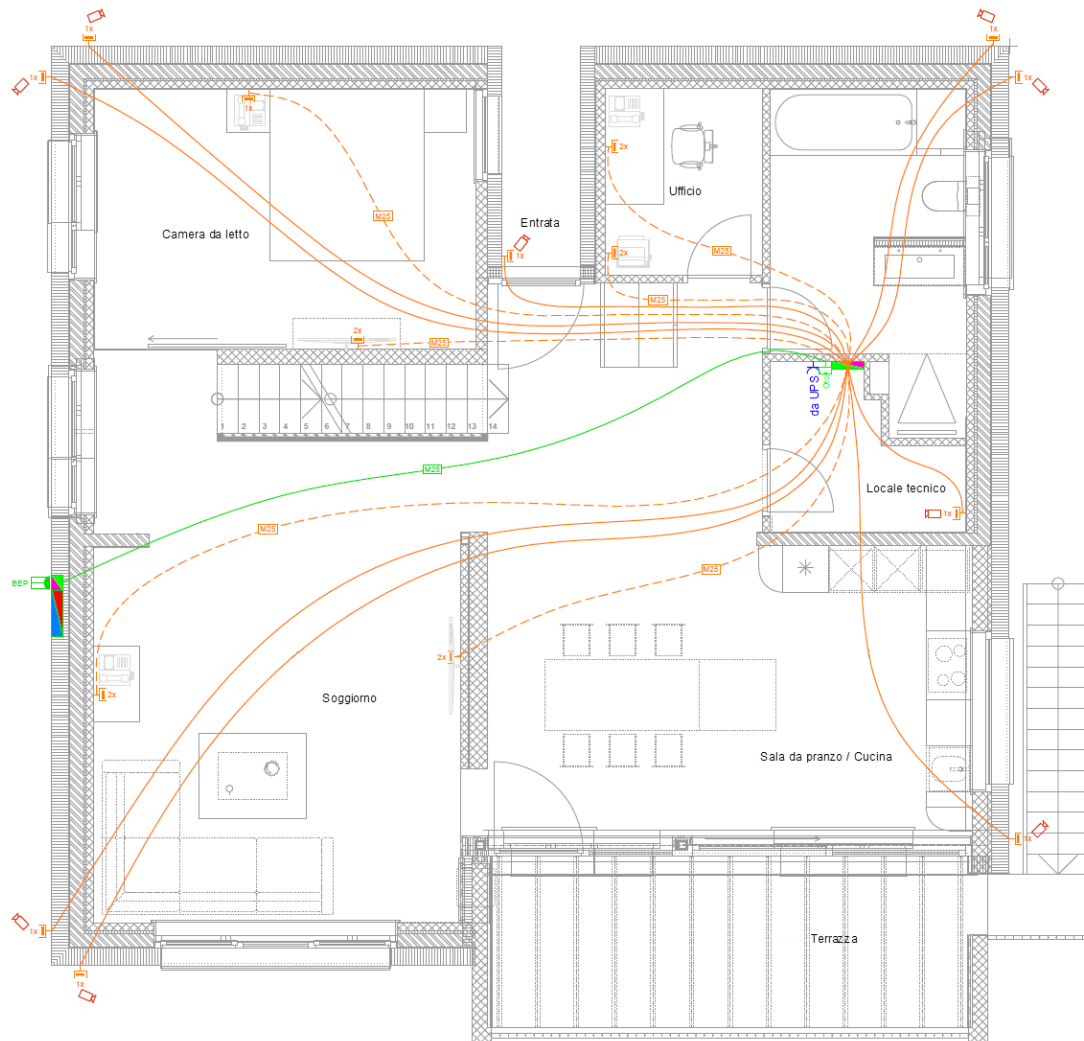 1x
1x
1x
1x
1x
2x
Ufficio
M25
Entrata
Camera da letto
M25
2x
1x
M25
2x
M25
da UPS
OTO
1
2
3
4
5
6
7
8
9
10
11
12
13
14
M25
Locale tecnico
1x
M25
M25
BEP
2x
2x
Soggiorno
Sala da pranzo / Cucina
1x
1x
Terrazza
1x